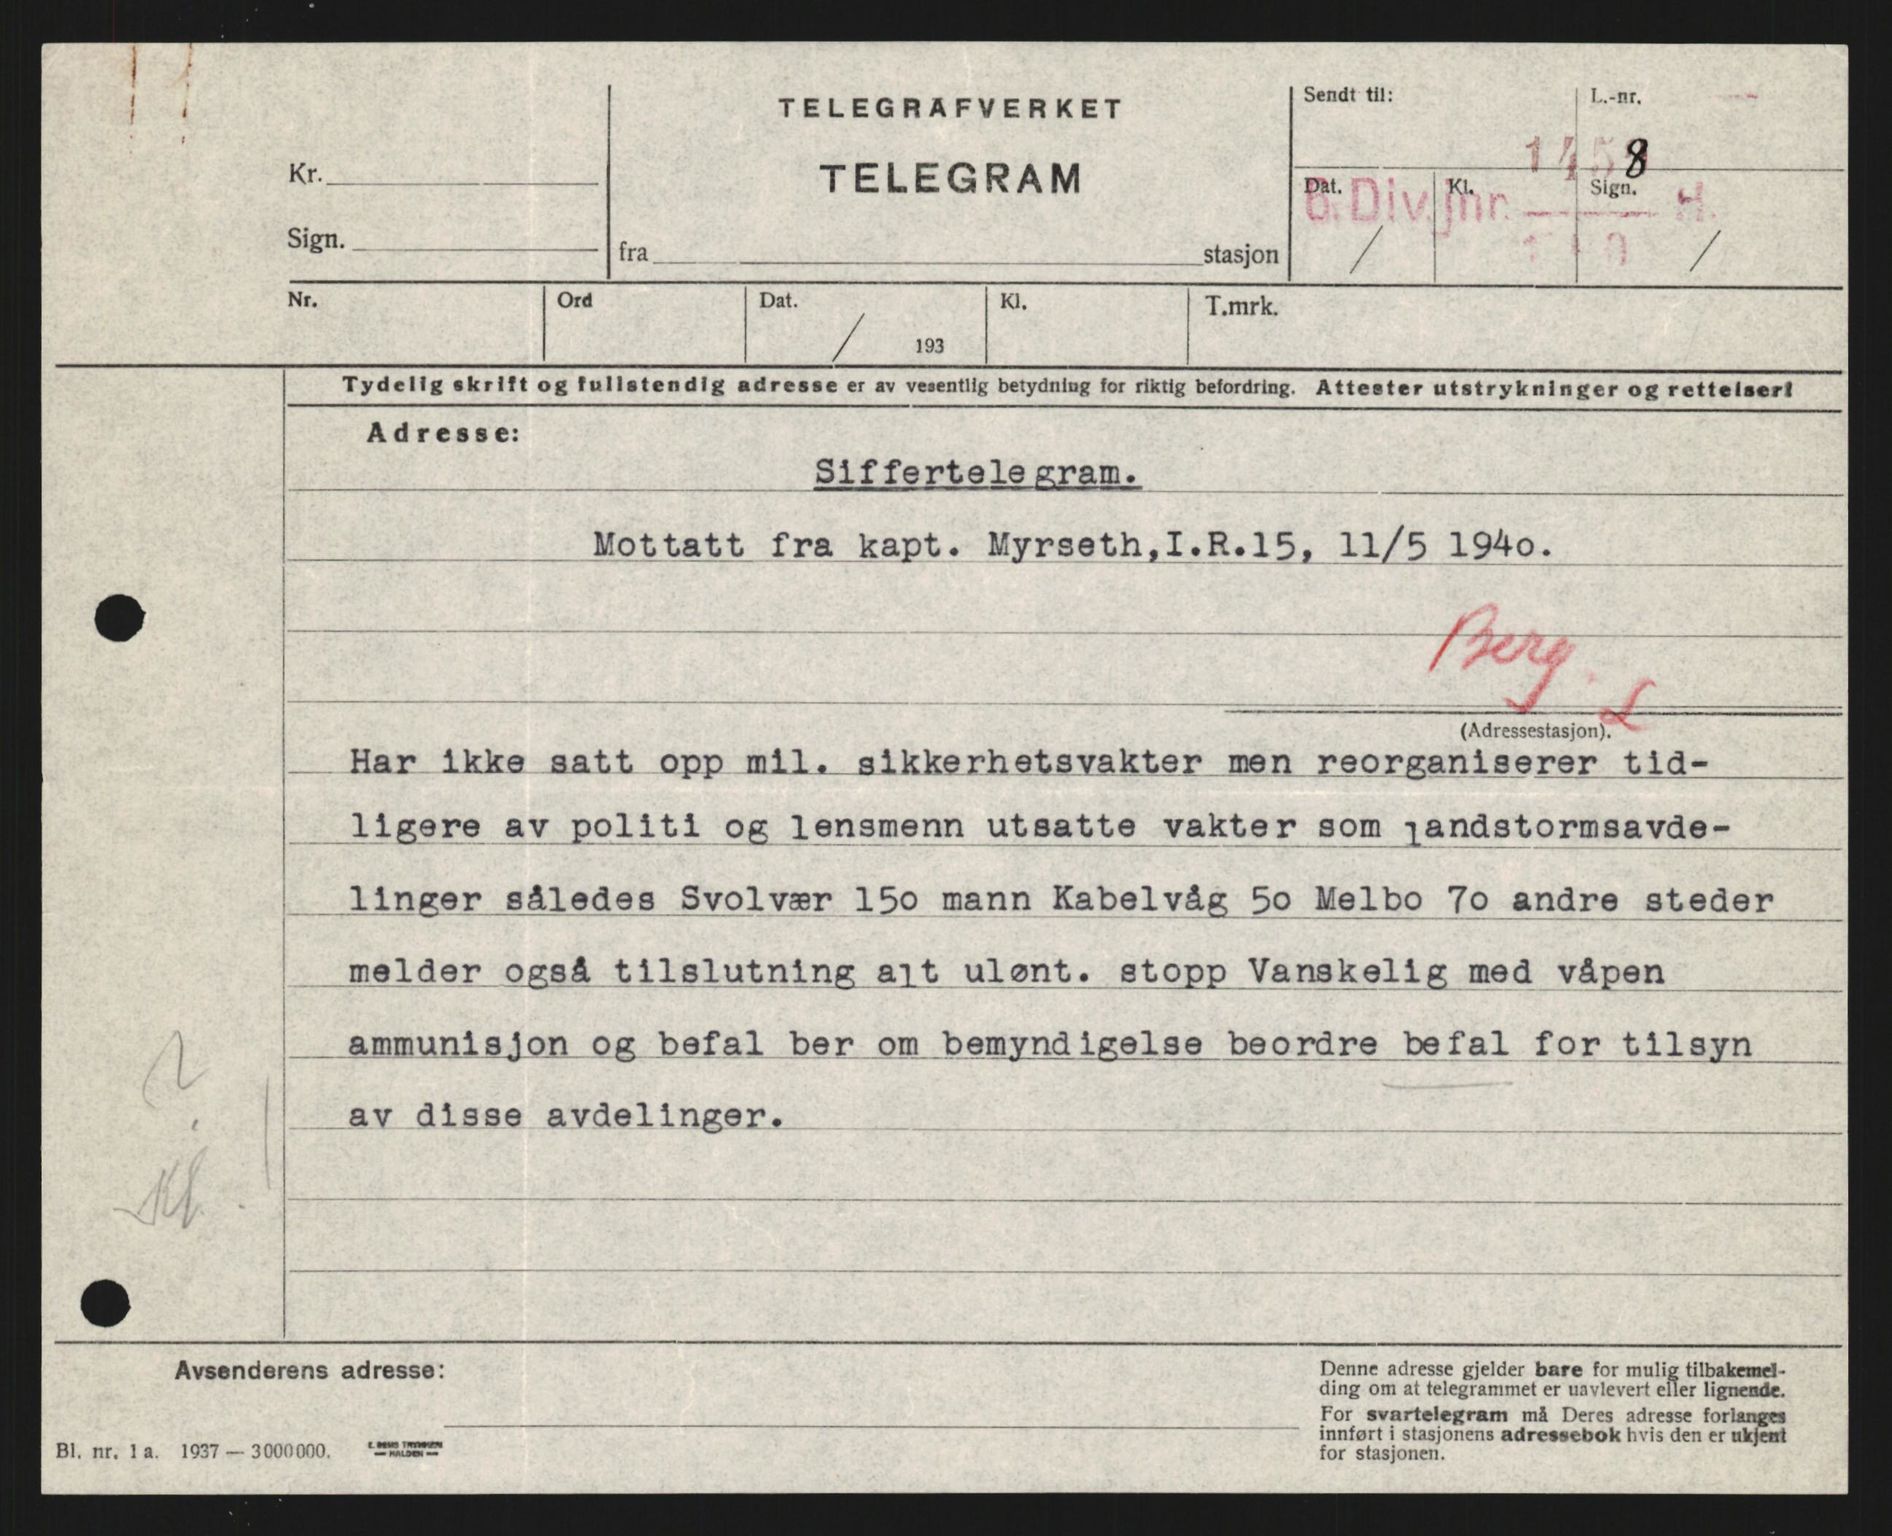 TELEGRAFVERKET
TELEGRAM
Kr.
Sign.
fra stasjon
Sendt til:
L.-nr.
1458
Dat. Kl. Sign.
6. Div. jnr. H.
/ /
Nr. Ord Dat. / 193 Kl. T.mrk.
Tydelig skrift og fullstendig adresse er av vesentlig betydning for riktig befordring. Attester utstrykninger og rettelser!
Adresse:
Siffertelegram.
Mottatt fra kapt. Myrseth,I.R.15, 11/5 194o.
Berg.
L
(Adressestasjon).
Har ikke satt opp mil. sikkerhetsvakter men reorganiserer tid-
ligere av politi og lensmenn utsatte vakter som landstormsavde-
linger således Svolvær 15o mann Kabelvåg 5o Melbo 7o andre steder
melder også tilslutning alt ulønt. stopp Vanskelig med våpen
ammunisjon og befal ber om bemyndigelse beordre befal for tilsyn
av disse avdelinger.
?
Avsenderens adresse:
Denne adresse gjelder bare for mulig tilbakemel-
ding om at telegrammet er uavlevert eller lignende.
For svartelegram må Deres adresse forlanges
innført i stasjonens adressebok hvis den er ukjent
for stasjonen.
Bl. nr. 1 a. 1937 — 3000000.
HALDEN